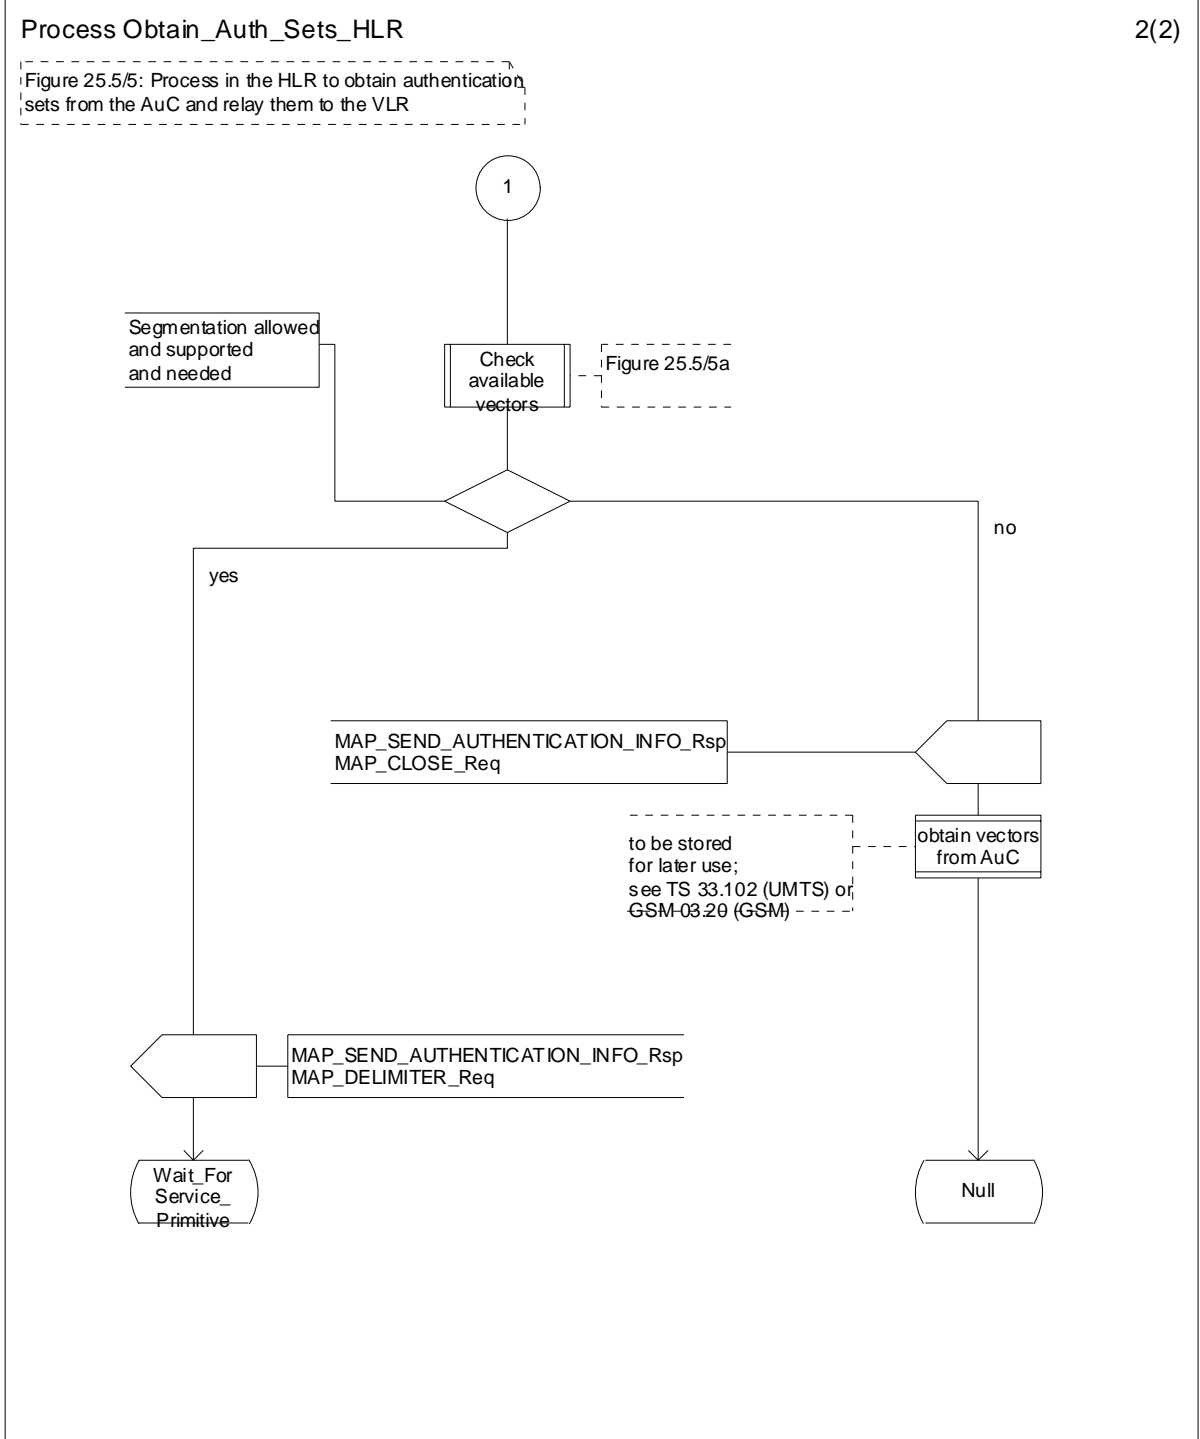 Process Obtain_Auth_Sets_HLR
2(2)
Figure 25.5/5: Process in the HLR to obtain authentication
sets from the AuC and relay them to the VLR
1
Segmentation allowed
and supported
and needed
Check
available
vectors
Figure 25.5/5a
no
yes
MAP_SEND_AUTHENTICATION_INFO_Rsp
MAP_CLOSE_Req
to be stored
for later use;
see TS 33.102 (UMTS) or
GSM 03.20 (GSM)
obtain vectors
from AuC
MAP_SEND_AUTHENTICATION_INFO_Rsp
MAP_DELIMITER_Req
Wait_For
Service_
Primitive
Null